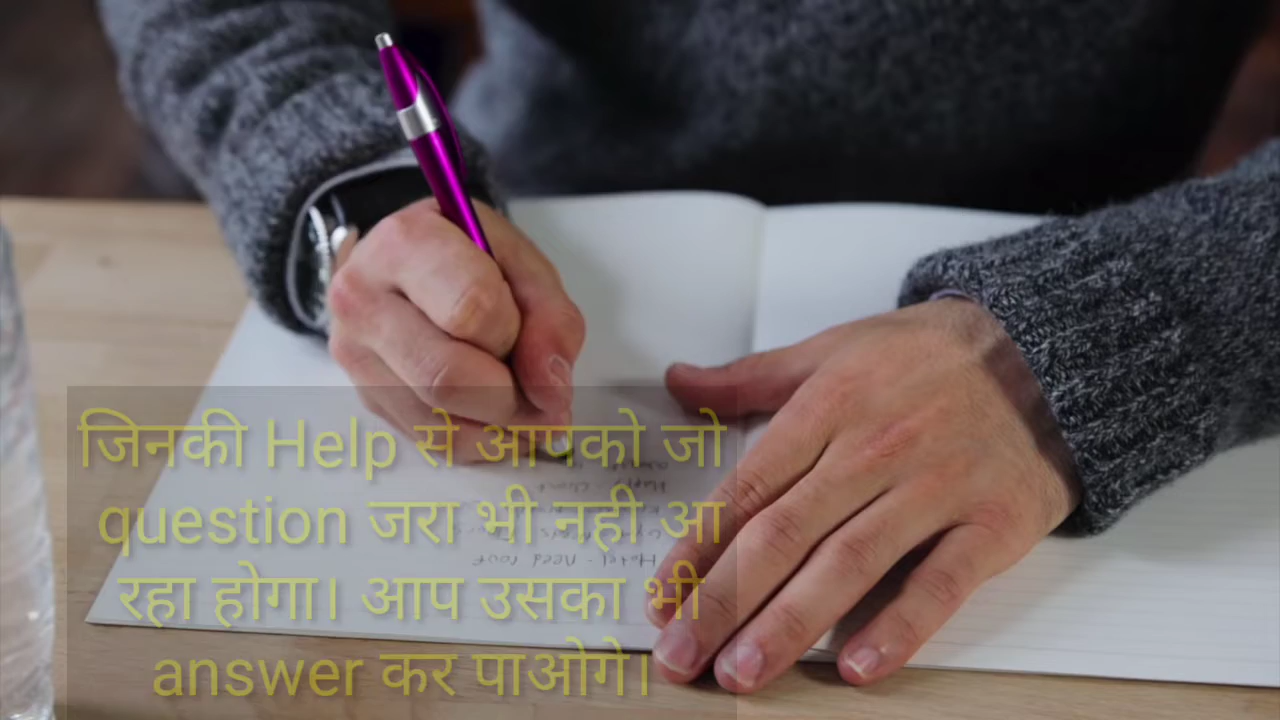 जिनकी Help से आपको जो
question जरा भी नही आ
रहा होगा। आप उसका भी
answer कर पाओगे।